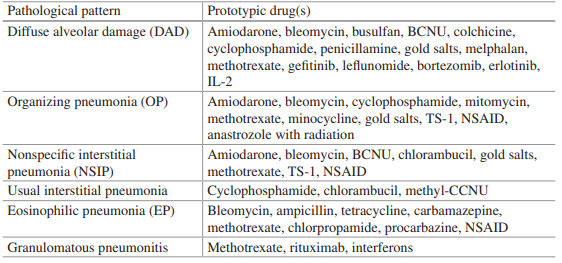 Pathological pattern Prototypic drug(s)
Diffuse alveolar damage (DAD) Amiodarone, bleomycin, busulfan, BCNU, colchicine,
cyclophosphamide, penicillamine, gold salts, melphalan,
methotrexate, gefitinib, leflunomide, bortezomib, erlotinib,
IL-2
Organizing pneumonia (OP) Amiodarone, bleomycin, cyclophosphamide, mitomycin,
methotrexate, minocycline, gold salts, TS-1, NSAID,
anastrozole with radiation
Nonspecific interstitial Amiodarone, bleomycin, BCNU, chlorambucil, gold salts,
pneumonia (NSIP) methotrexate, TS-1, NSAID
Usual interstitial pneumonia Cyclophosphamide, chlorambucil, methyl-CCNU
Eosinophilic pneumonia (EP) Bleomycin, ampicillin, tetracycline, carbamazepine,
methotrexate, chlorpropamide, procarbazine, NSAID
Granulomatous pneumonitis Methotrexate, rituximab, interferons